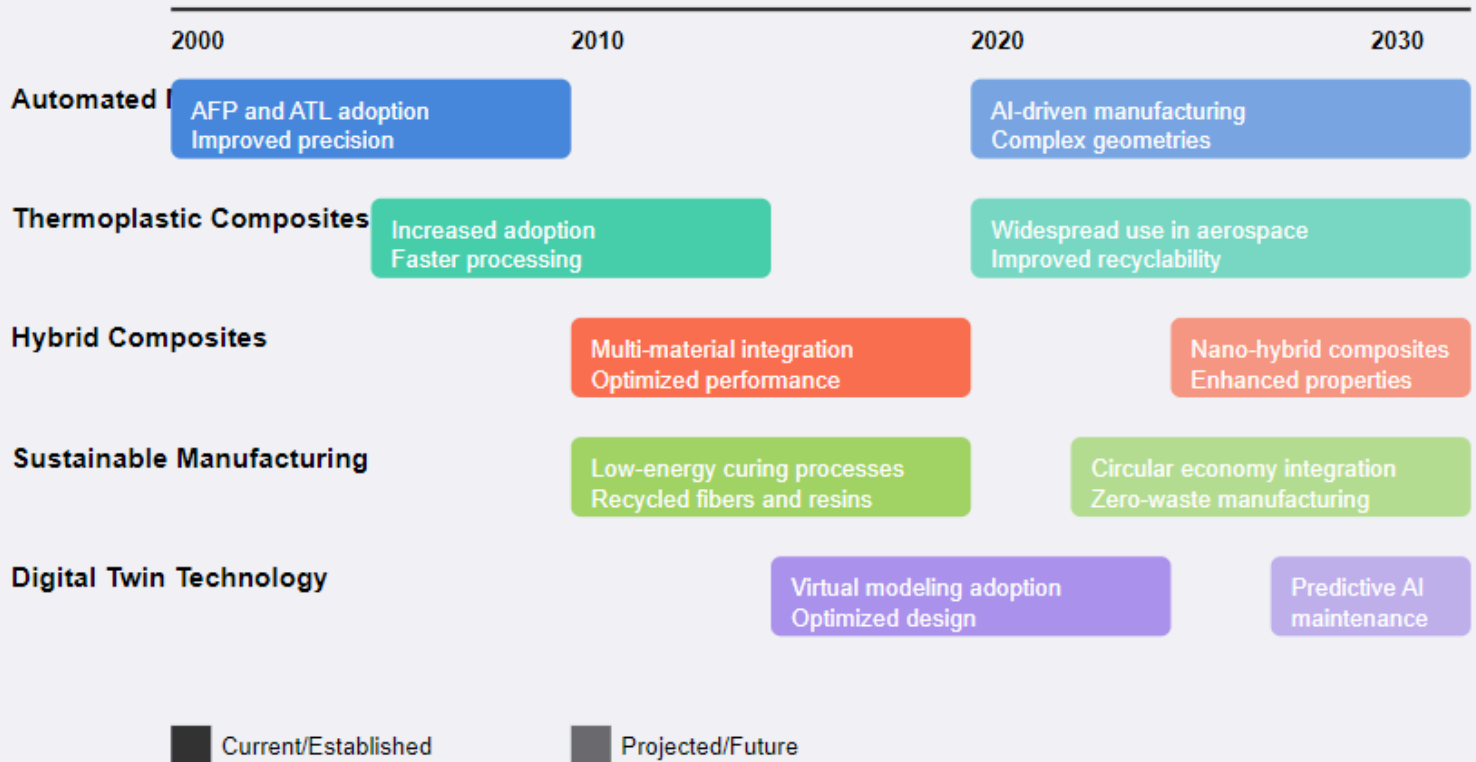 2000 2010 2020 2030
Automated
AFP and ATL adoption
Improved precision
AI-driven manufacturing
Complex geometries
Thermoplastic Composites
Increased adoption
Faster processing
Widespread use in aerospace
Improved recyclability
Hybrid Composites
Multi-material integration
Optimized performance
Nano-hybrid composites
Enhanced properties
Sustainable Manufacturing
Low-energy curing processes
Recycled fibers and resins
Circular economy integration
Zero-waste manufacturing
Digital Twin Technology
Virtual modeling adoption
Optimized design
Predictive AI
maintenance
Current/Established
Projected/Future